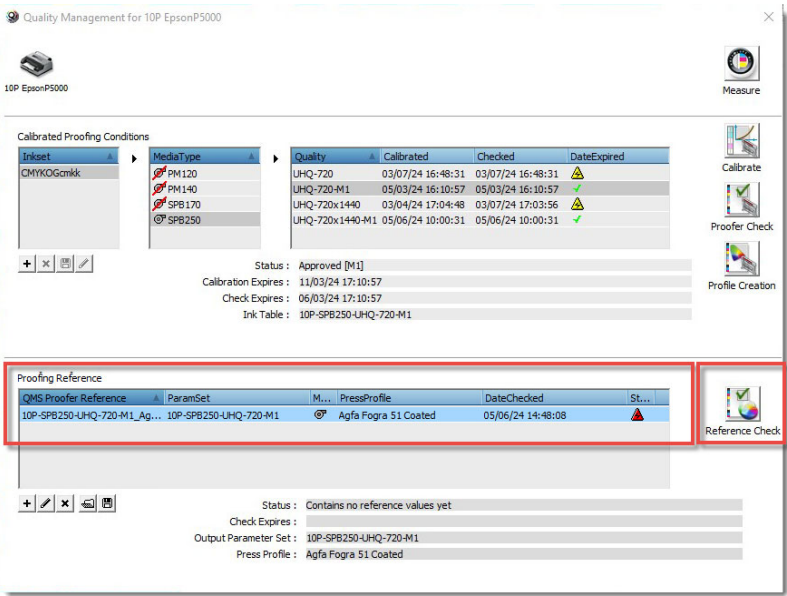 Quality Management for 10P EpsonP5000
10P EpsonP5000
Measure
Calibrated Proofing Conditions
Inkset MediaType Quality Calibrated Checked DateExpired
CMYKOGcmkk PM120 UHQ-720 03/07/24 16:48:31 03/07/24 16:48:31
PM140 UHQ-720-M1 05/03/24 16:10:57 05/03/24 16:10:57
SPB170 UHQ-720x1440 03/04/24 17:04:48 03/07/24 17:03:56
SPB250 UHQ-720x1440-M1 05/06/24 10:00:31 05/06/24 10:00:31
Calibrate
Proofer Check
Profile Creation
Status : Approved [M1]
Calibration Expires : 11/03/24 17:10:57
Check Expires : 06/03/24 17:10:57
Ink Table : 10P-SPB250-UHQ-720-M1
Proofing Reference
QMS Proofer Reference ParamSet M... PressProfile DateChecked St...
10P-SPB250-UHQ-720-M1_Ag... 10P-SPB250-UHQ-720-M1 Agfa Fogra 51 Coated 05/06/24 14:48:08
Reference Check
Status : Contains no reference values yet
Check Expires :
Output Parameter Set : 10P-SPB250-UHQ-720-M1
Press Profile : Agfa Fogra 51 Coated